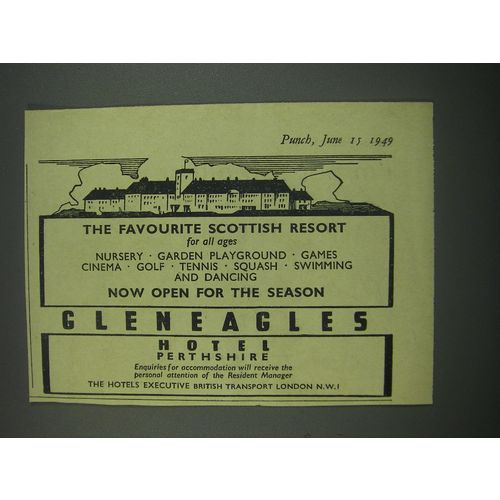 Punch, June 15 1949
THE FAVOURITE SCOTTISH RESORT
for all ages
NURSERY · GARDEN PLAYGROUND · GAMES
CINEMA · GOLF · TENNIS · SQUASH · SWIMMING
AND DANCING
NOW OPEN FOR THE SEASON
GLENEAGLES
HOTEL
PERTHSHIRE
Enquiries for accommodation will receive the
personal attention of the Resident Manager
THE HOTELS EXECUTIVE BRITISH TRANSPORT LONDON N.W.1